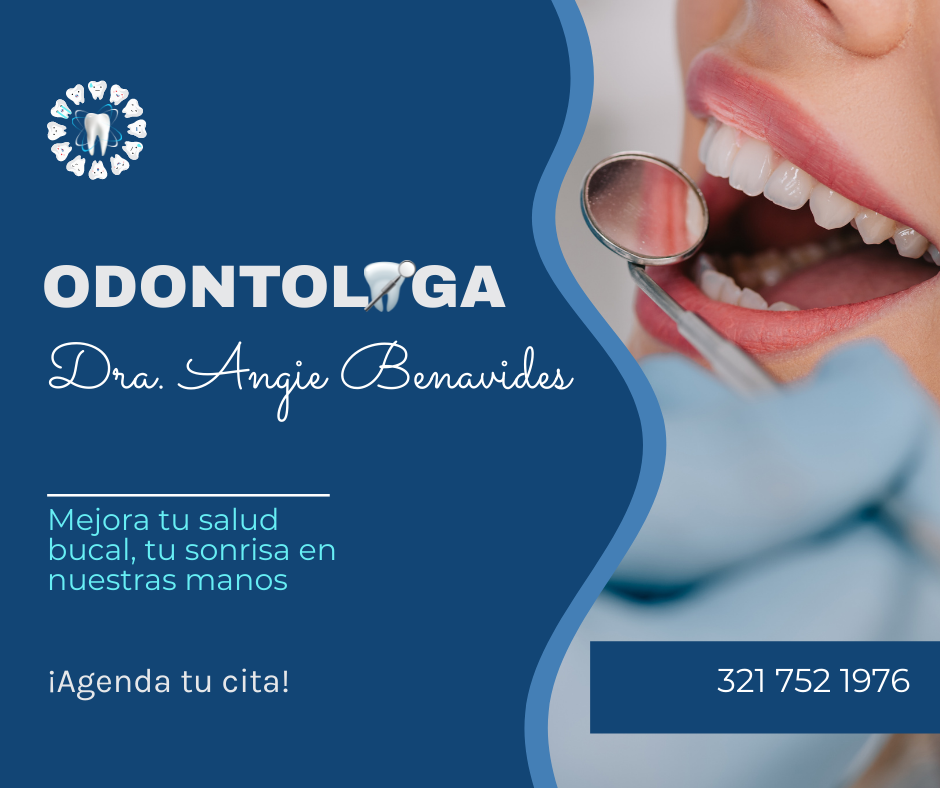 ODONTOLOGA
Dra. Angie Benavides
Mejora tu salud
bucal, tu sonrisa en
nuestras manos
¡Agenda tu cita!
321 752 1976